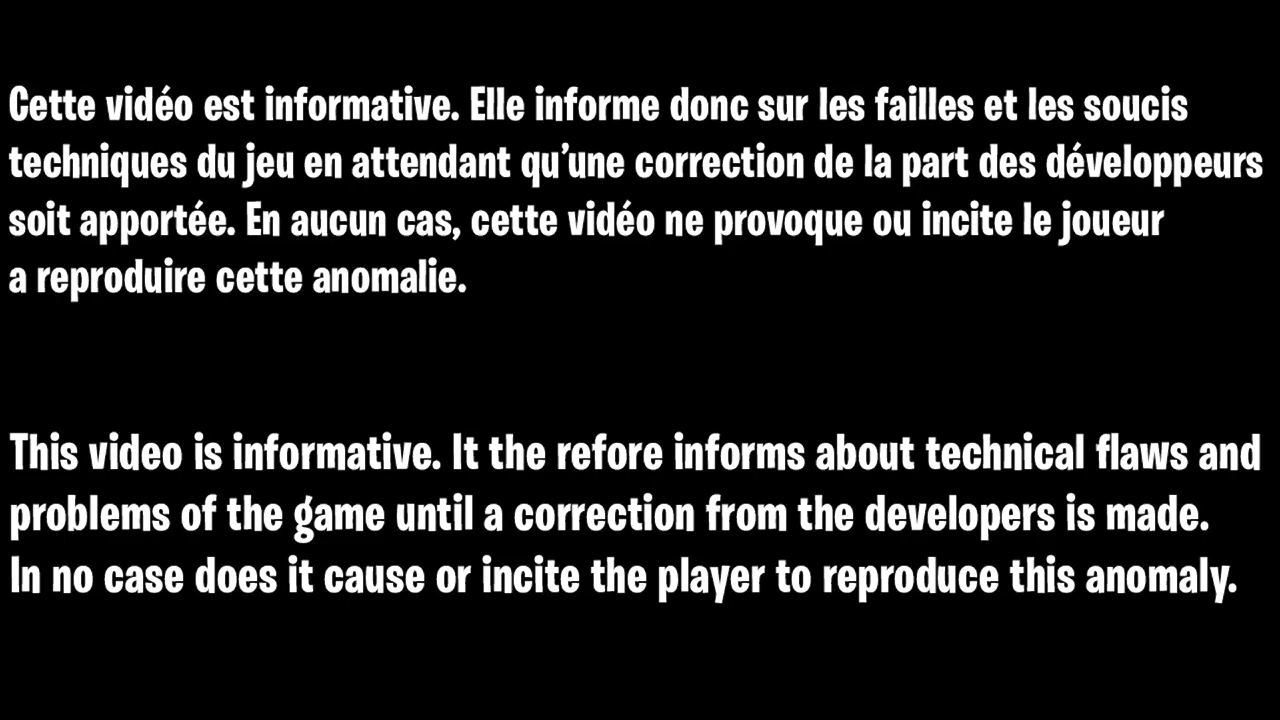 Cette vidéo est informative. Elle informe donc sur les failles et les soucis
techniques du jeu en attendant qu’une correction de la part des développeurs
soit apportée. En aucun cas, cette vidéo ne provoque ou incite le joueur
a reproduire cette anomalie.
This video is informative. It the refore informs about technical flaws and
problems of the game until a correction from the developers is made.
In no case does it cause or incite the player to reproduce this anomaly.